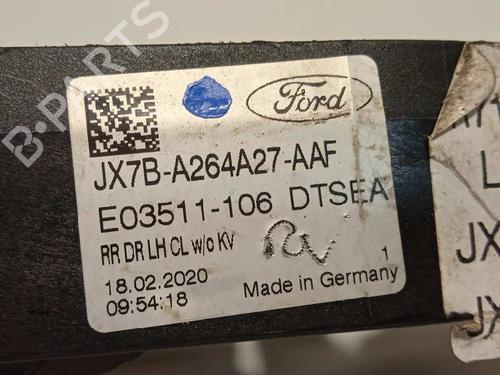 B-PARTS
Ford
JX7B-A264A27-AAF
E03511-106 DTSEA
RR DR LH CL w/c KV
18.02.2020
09:54:18
1
Made in Germany
L
JX
JX